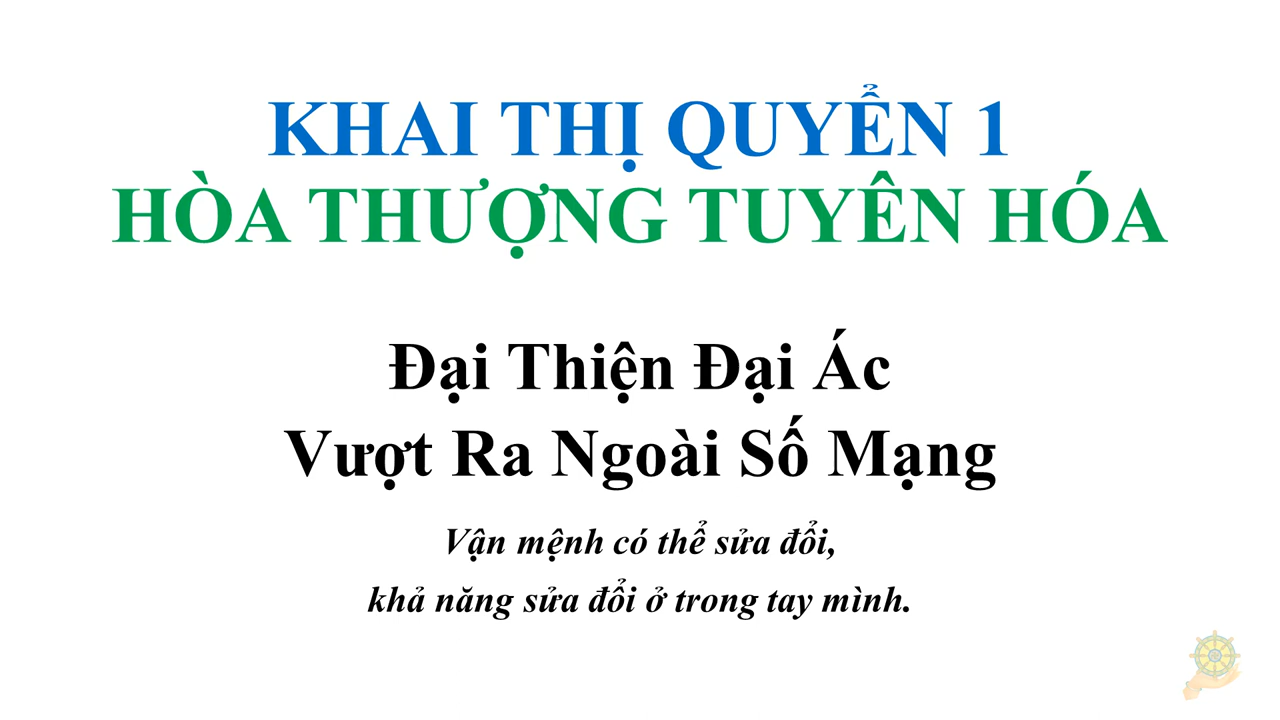 KHAI THỊ QUYỂN 1
HÒA THƯỢNG TUYÊN HÓA
Đại Thiện Đại Ác
Vượt Ra Ngoài Số Mạng
Vận mệnh có thể sửa đổi,
khả năng sửa đổi ở trong tay mình.